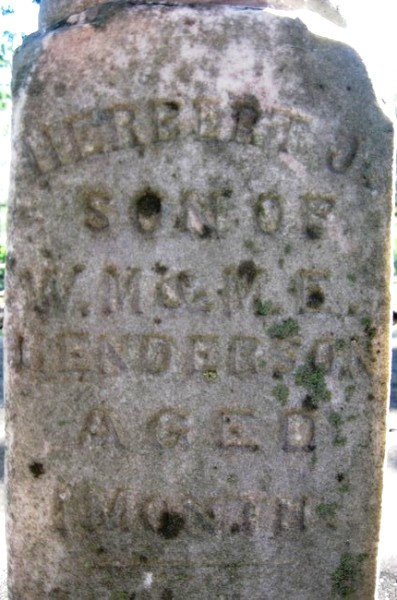 HERBERT J.
SON OF
W. M. & M. E.
HENDERSON
AGED
1 MONTH